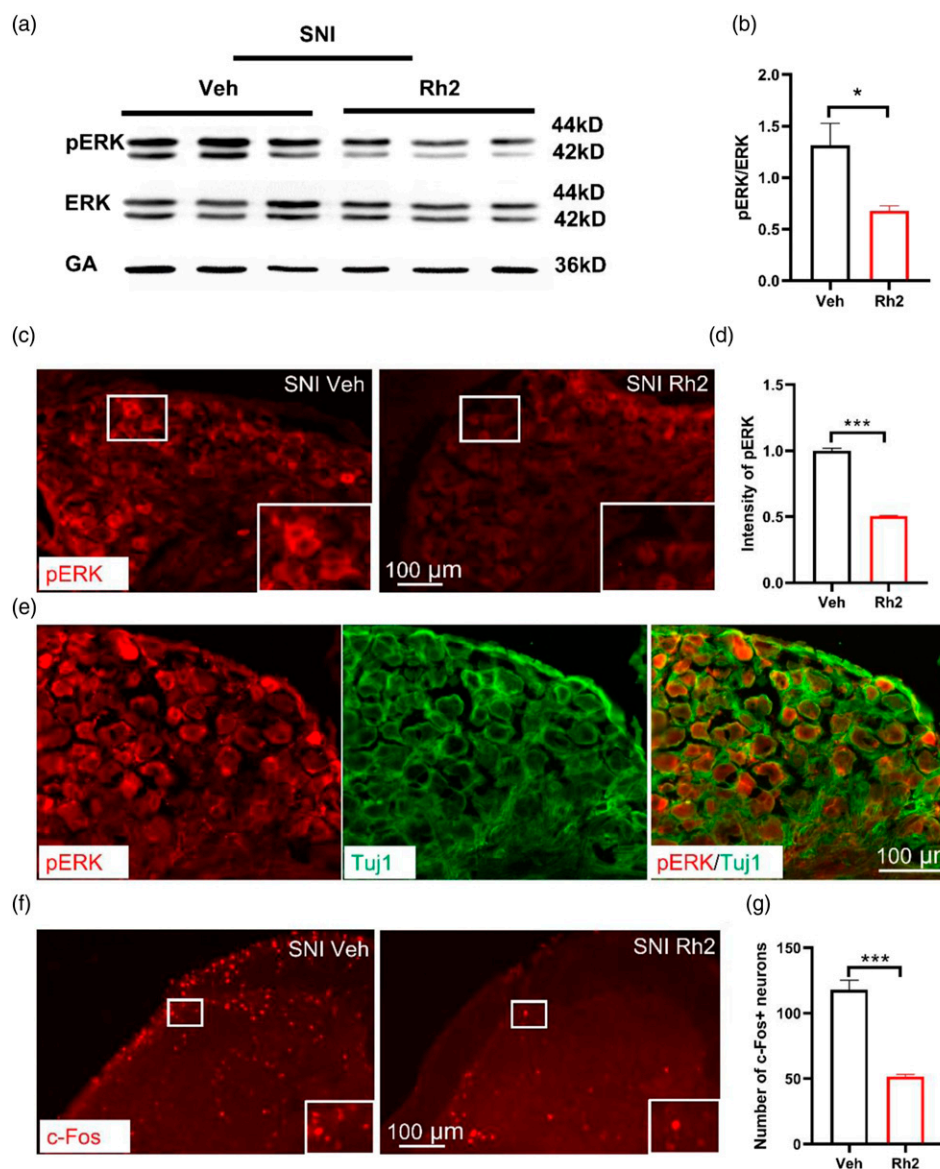 (a)
SNI
Veh
Rh2
pERK
44kD
42kD
ERK
44kD
42kD
GA
36kD
(b)
2.0
1.5
1.0
0.5
0.0
pERK/ERK
*
Veh
Rh2
(c)
SNI Veh
pERK
SNI Rh2
100 µm
(d)
1.5
1.0
0.5
0.0
Intensity of pERK
***
Veh
Rh2
(e)
pERK
Tuj1
pERK/Tuj1
100 µm
(f)
SNI Veh
c-Fos
SNI Rh2
100 µm
(g)
150
100
50
0
Number of c-Fos+ neurons
***
Veh
Rh2